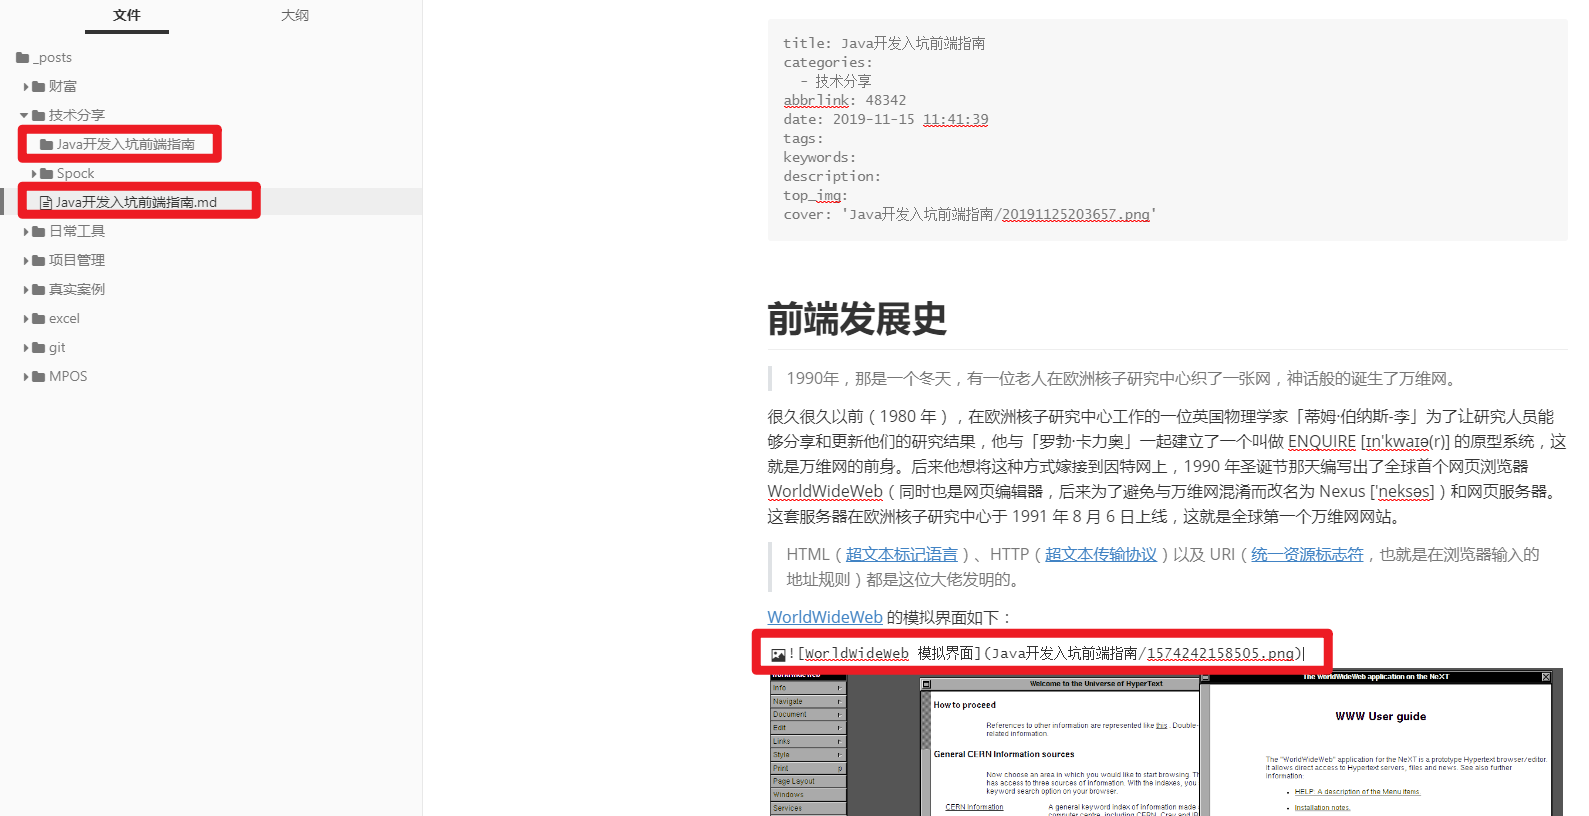 文件
大纲
_posts
财富
技术分享
Java开发入坑前端指南
Spock
Java开发入坑前端指南.md
日常工具
项目管理
真实案例
excel
git
MPOS
title: Java开发入坑前端指南
categories:
- 技术分享
abbrlink: 48342
date: 2019-11-15 11:41:39
tags:
keywords:
description:
top_img:
cover: 'Java开发入坑前端指南/20191125203657.png'
前端发展史
1990年，那是一个冬天，有一位老人在欧洲核子研究中心织了一张网，神话般的诞生了万维网。
很久很久以前（1980 年），在欧洲核子研究中心工作的一位英国物理学家「蒂姆·伯纳斯-李」为了让研究人员能
够分享和更新他们的研究结果，他与「罗勃·卡力奥」一起建立了一个叫做 ENQUIRE [ɪn'kwaɪə(r)] 的原型系统，这
就是万维网的前身。后来他想将这种方式嫁接到因特网上，1990 年圣诞节那天编写出了全球首个网页浏览器
WorldWideWeb（同时也是网页编辑器，后来为了避免与万维网混淆而改名为 Nexus ['neksəs]）和网页服务器。
这套服务器在欧洲核子研究中心于 1991 年 8 月 6 日上线，这就是全球第一个万维网网站。
HTML（超文本标记语言）、HTTP（超文本传输协议）以及 URI（统一资源标志符，也就是在浏览器输入的
地址规则）都是这位大佬发明的。
WorldWideWeb 的模拟界面如下：
![WorldWideWeb 模拟界面](Java开发入坑前端指南/1574242158505.png)
WorldWideWeb
Info
Navigate
Document
Edit
Links
Style
Print p
Page Layout
Windows
Services
Welcome to the Universe of HyperText
How to proceed
References to other information are represented like this . Double-
related information.
General CERN Information sources
Now choose an area in which you would like to start browsing. Th
has access to three sources of information. With the indexes, you
keyword search option on your browser.
CERN Information
A general keyword index of information made
computer centre, including CERN, Cray and IB
The WorldWideWeb application on the NeXT
WWW User guide
The "WorldWideWeb" application for the NeXT is a prototype Hypertext browser/editor.
It allows direct access to Hypertext servers, files and news. See also further
information:
HELP: A description of the Menu items.
Installation notes.